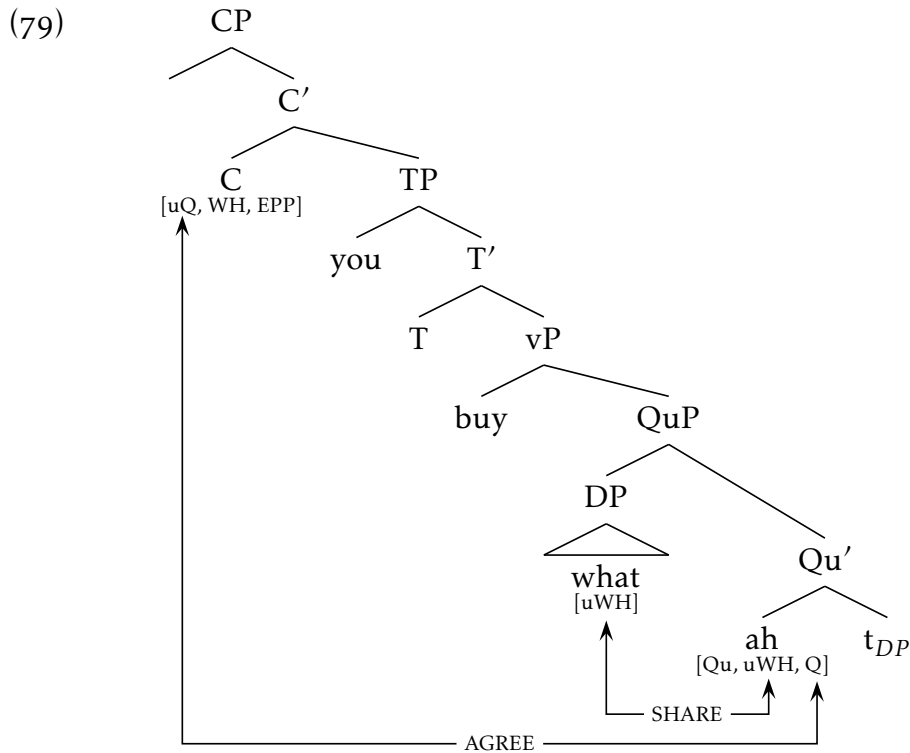 (79) CP
C′
C TP
[uQ, WH, EPP]
you T′
T vP
buy QuP
DP Qu′
what
[uWH]
ah t_DP
[Qu, uWH, Q]
SHARE
AGREE